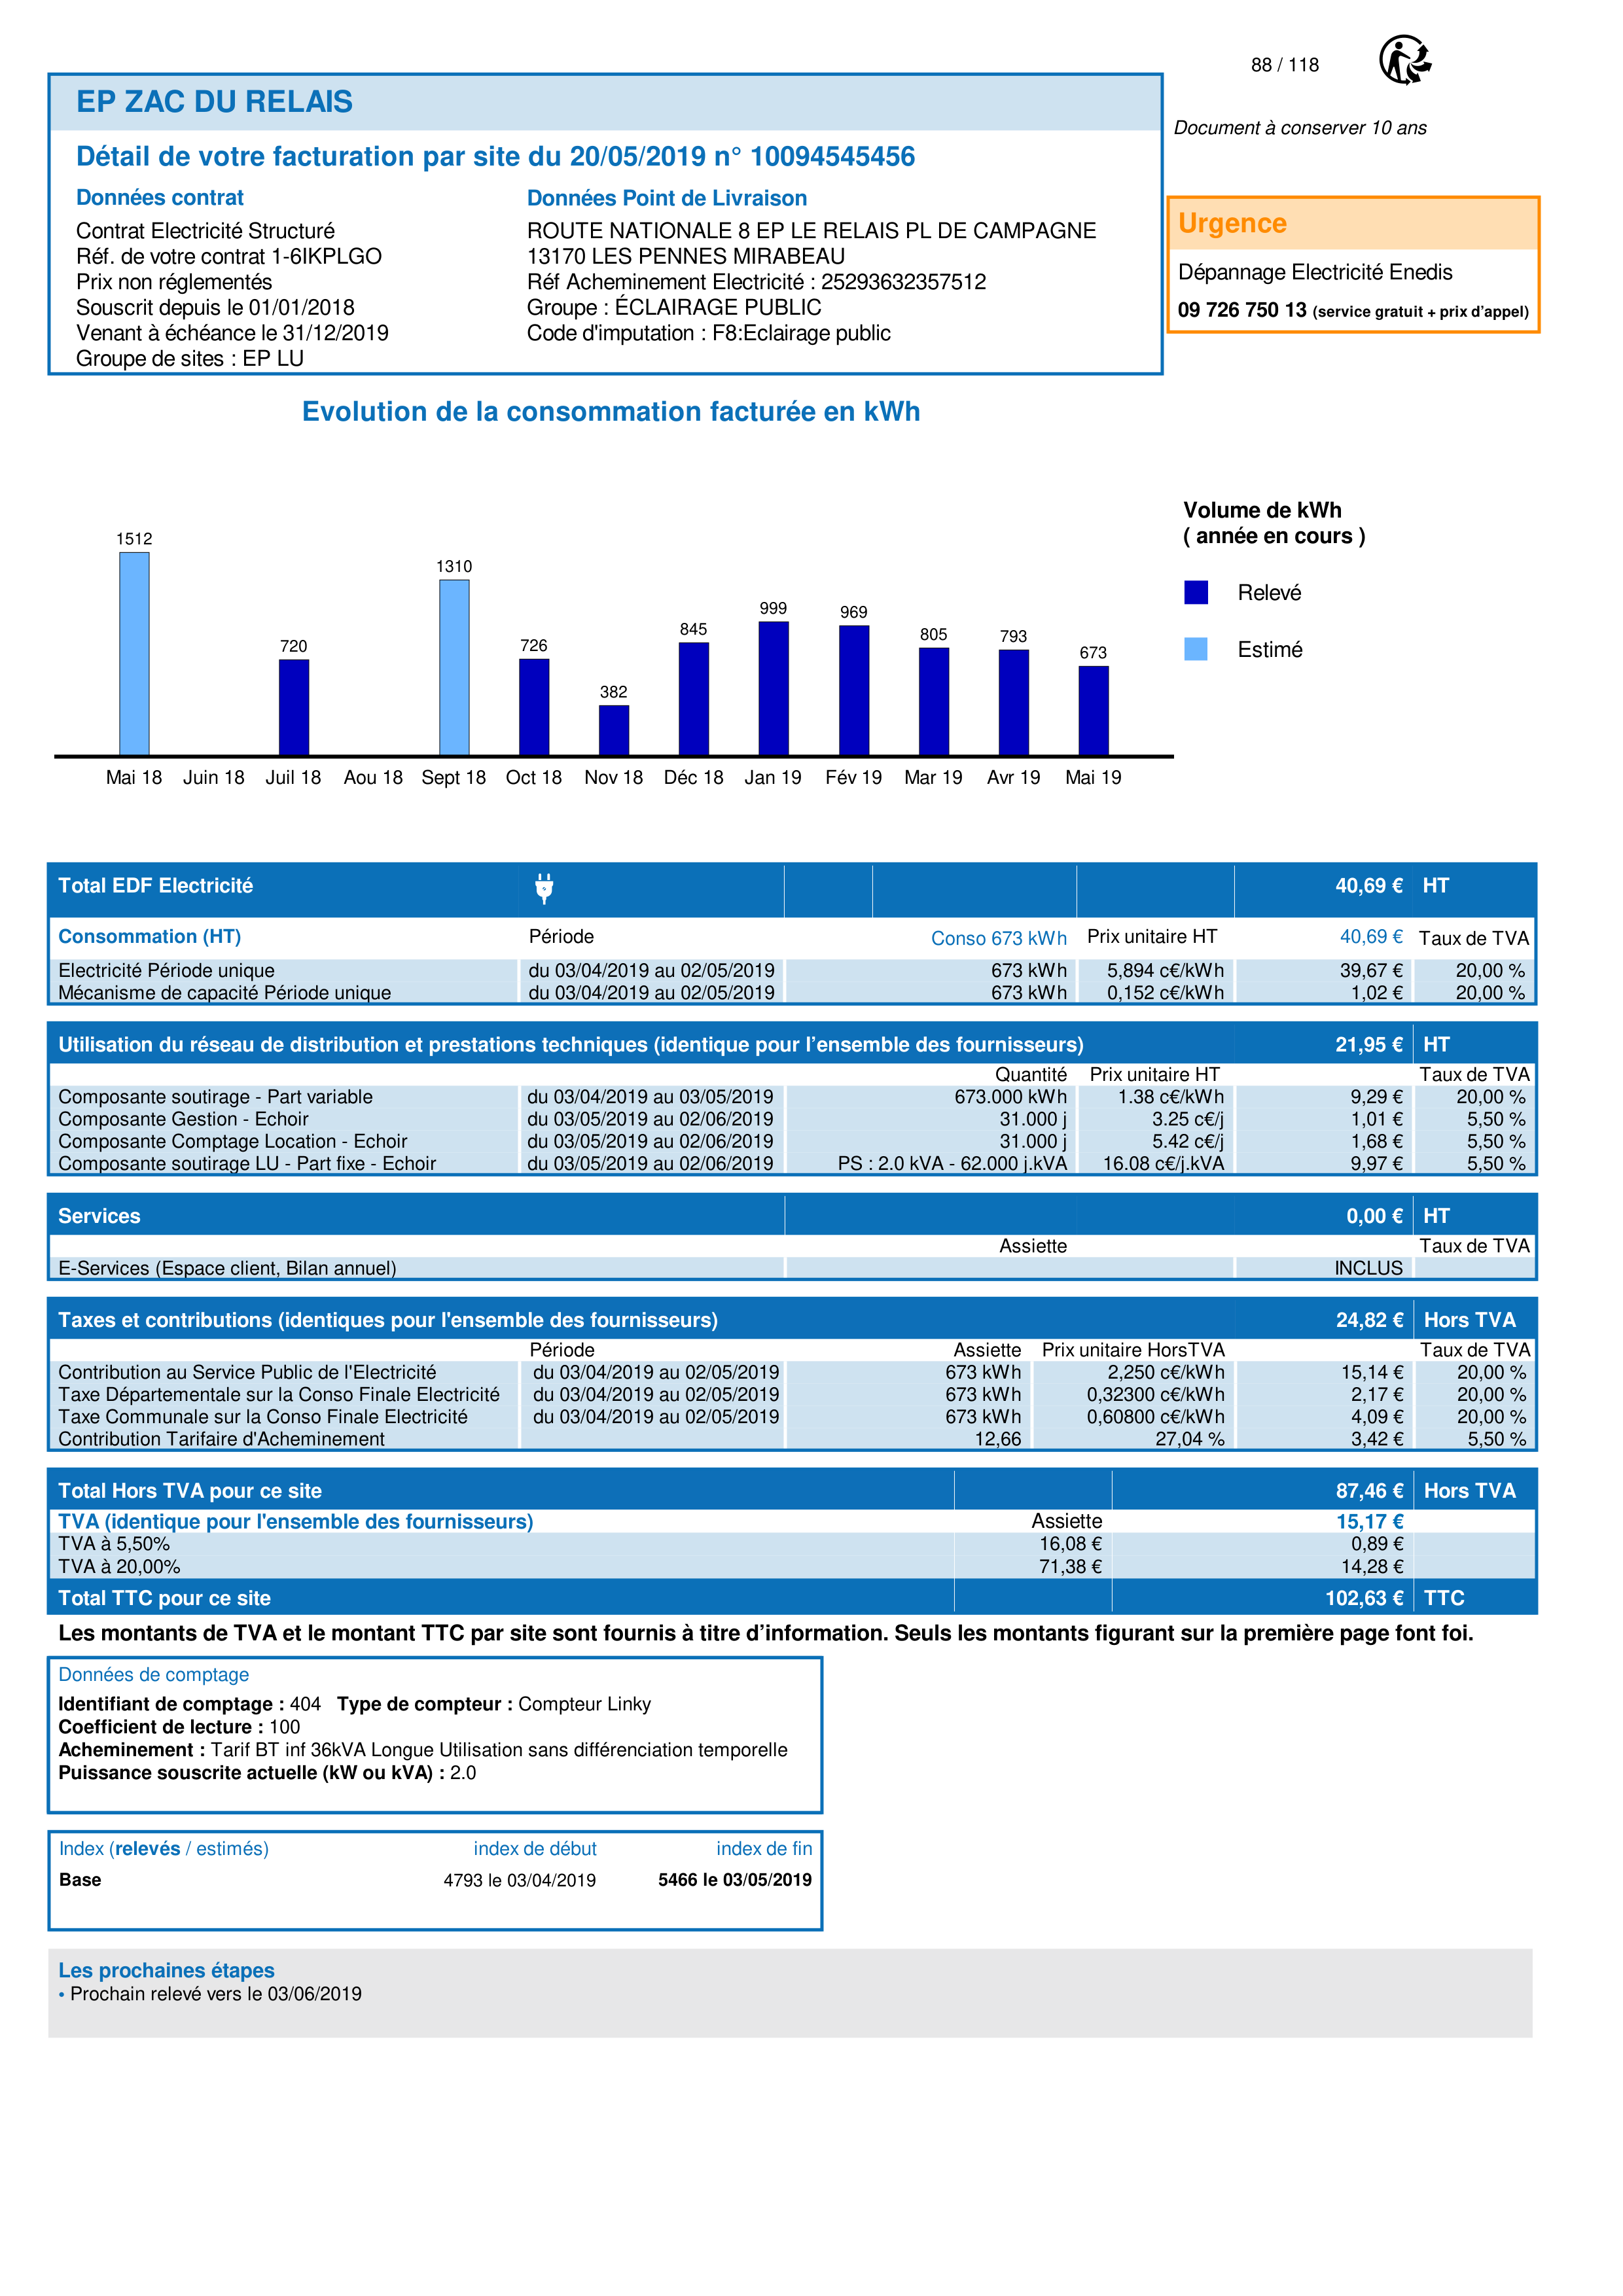 88 / 118
EP ZAC DU RELAIS
Document à conserver 10 ans
Détail de votre facturation par site du 20/05/2019 n° 10094545456
Données contrat
Contrat Electricité Structuré
Réf. de votre contrat 1-6IKPLGO
Prix non réglementés
Souscrit depuis le 01/01/2018
Venant à échéance le 31/12/2019
Groupe de sites : EP LU
Données Point de Livraison
ROUTE NATIONALE 8 EP LE RELAIS PL DE CAMPAGNE
13170 LES PENNES MIRABEAU
Réf Acheminement Electricité : 25293632357512
Groupe : ÉCLAIRAGE PUBLIC
Code d'imputation : F8:Eclairage public
Urgence
Dépannage Electricité Enedis
09 726 750 13 (service gratuit + prix d'appel)
Evolution de la consommation facturée en kWh
1512 720 1310 726 382 845 999 969 805 793 673
Mai 18 Juin 18 Juil 18 Aou 18 Sept 18 Oct 18 Nov 18 Déc 18 Jan 19 Fév 19 Mar 19 Avr 19 Mai 19
Volume de kWh
( année en cours )
Relevé
Estimé
Total EDF Electricité 40,69 € HT
Consommation (HT) Période Conso 673 kWh Prix unitaire HT 40,69 € Taux de TVA
Electricité Période unique du 03/04/2019 au 02/05/2019 673 kWh 5,894 c€/kWh 39,67 € 20,00 %
Mécanisme de capacité Période unique du 03/04/2019 au 02/05/2019 673 kWh 0,152 c€/kWh 1,02 € 20,00 %
Utilisation du réseau de distribution et prestations techniques (identique pour l'ensemble des fournisseurs) 21,95 € HT
Quantité Prix unitaire HT Taux de TVA
Composante soutirage - Part variable du 03/04/2019 au 03/05/2019 673.000 kWh 1.38 c€/kWh 9,29 € 20,00 %
Composante Gestion - Echoir du 03/05/2019 au 02/06/2019 31.000 j 3.25 c€/j 1,01 € 5,50 %
Composante Comptage Location - Echoir du 03/05/2019 au 02/06/2019 31.000 j 5.42 c€/j 1,68 € 5,50 %
Composante soutirage LU - Part fixe - Echoir du 03/05/2019 au 02/06/2019 PS : 2.0 kVA - 62.000 j.kVA 16.08 c€/j.kVA 9,97 € 5,50 %
Services 0,00 € HT
Assiette Taux de TVA
E-Services (Espace client, Bilan annuel) INCLUS
Taxes et contributions (identiques pour l'ensemble des fournisseurs) 24,82 € Hors TVA
Période Assiette Prix unitaire HorsTVA Taux de TVA
Contribution au Service Public de l'Electricité du 03/04/2019 au 02/05/2019 673 kWh 2,250 c€/kWh 15,14 € 20,00 %
Taxe Départementale sur la Conso Finale Electricité du 03/04/2019 au 02/05/2019 673 kWh 0,32300 c€/kWh 2,17 € 20,00 %
Taxe Communale sur la Conso Finale Electricité du 03/04/2019 au 02/05/2019 673 kWh 0,60800 c€/kWh 4,09 € 20,00 %
Contribution Tarifaire d'Acheminement 12,66 27,04 % 3,42 € 5,50 %
Total Hors TVA pour ce site 87,46 € Hors TVA
TVA (identique pour l'ensemble des fournisseurs) Assiette 15,17 €
TVA à 5,50% 16,08 € 0,89 €
TVA à 20,00% 71,38 € 14,28 €
Total TTC pour ce site 102,63 € TTC
Les montants de TVA et le montant TTC par site sont fournis à titre d'information. Seuls les montants figurant sur la première page font foi.
Données de comptage
Identifiant de comptage : 404 Type de compteur : Compteur Linky
Coefficient de lecture : 100
Acheminement : Tarif BT inf 36kVA Longue Utilisation sans différenciation temporelle
Puissance souscrite actuelle (kW ou kVA) : 2.0
Index (relevés / estimés) index de début index de fin
Base 4793 le 03/04/2019 5466 le 03/05/2019
Les prochaines étapes
• Prochain relevé vers le 03/06/2019